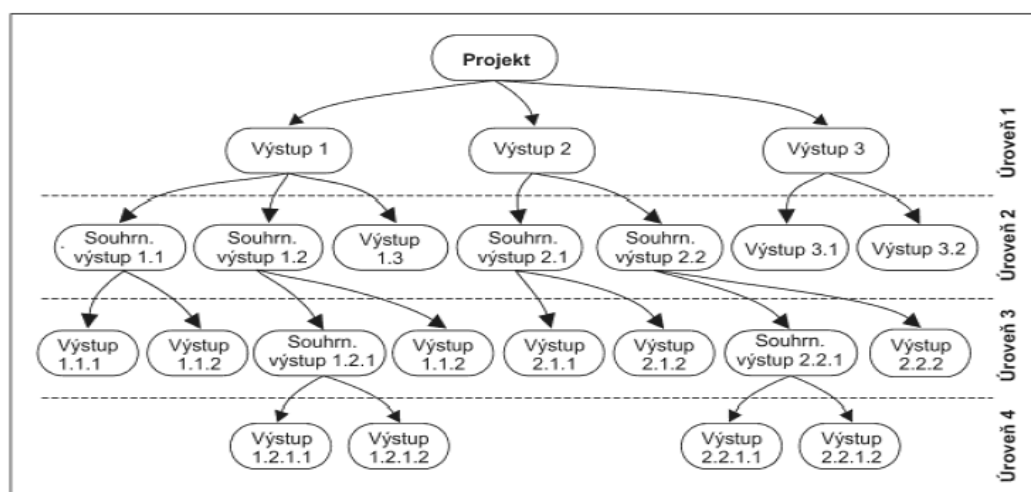 Projekt
Úroveň 1
Výstup 1
Výstup 2
Výstup 3
Úroveň 2
Souhrn.
výstup 1.1
Souhrn.
výstup 1.2
Výstup
1.3
Souhrn.
výstup 2.1
Souhrn.
výstup 2.2
Výstup 3.1
Výstup 3.2
Úroveň 3
Výstup
1.1.1
Výstup
1.1.2
Souhrn.
výstup 1.2.1
Výstup
1.1.2
Výstup
2.1.1
Výstup
2.1.2
Souhrn.
výstup 2.2.1
Výstup
2.2.2
Úroveň 4
Výstup
1.2.1.1
Výstup
1.2.1.2
Výstup
2.2.1.1
Výstup
2.2.1.2